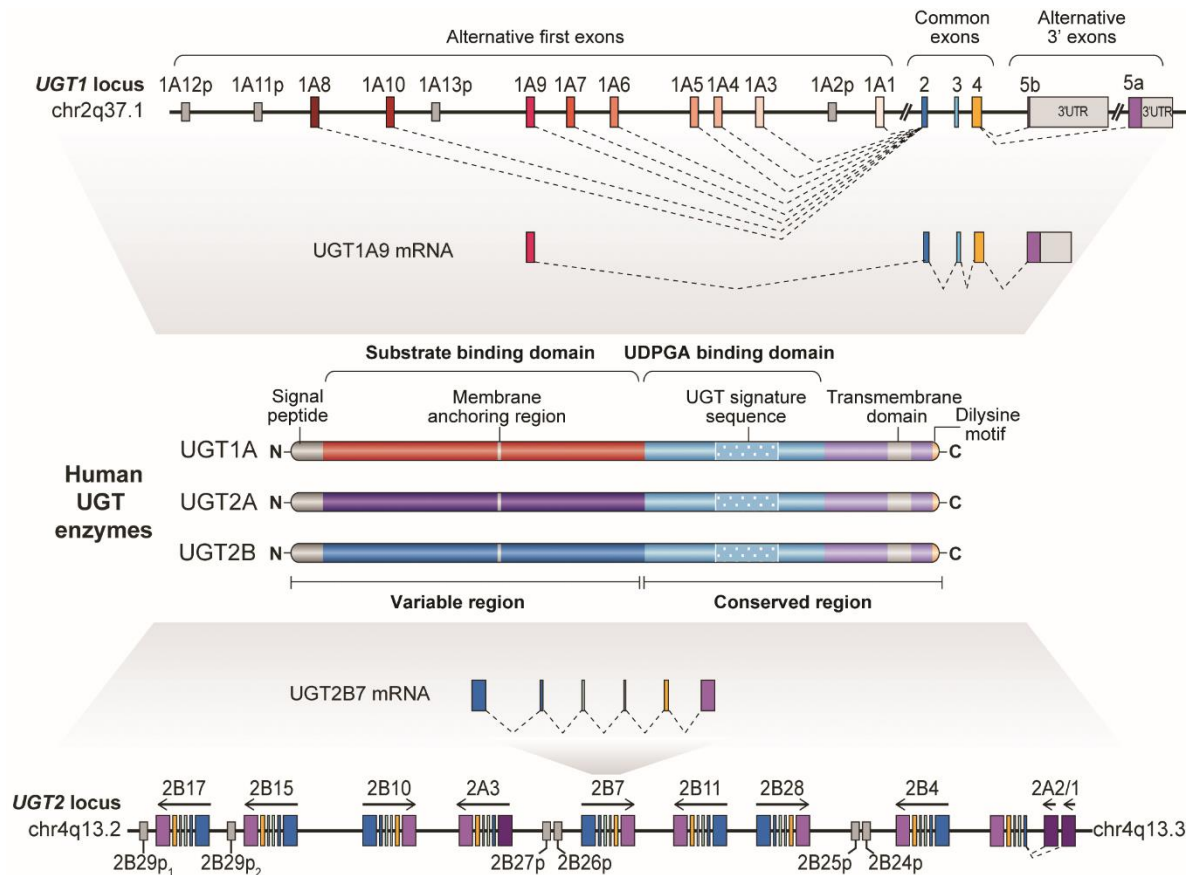 Alternative first exons
Common
exons
Alternative
3' exons
UGT1 locus
chr2q37.1
1A12p 1A11p 1A8 1A10 1A13p 1A9 1A7 1A6 1A5 1A4 1A3 1A2p 1A1 2 3 4 5b 5a
3'UTR 3'UTR
UGT1A9 mRNA
Substrate binding domain UDPGA binding domain
Signal
peptide
Membrane
anchoring region
UGT signature
sequence
Transmembrane
domain
Dilysine
motif
Human
UGT
enzymes
UGT1A N C
UGT2A N C
UGT2B N C
Variable region Conserved region
UGT2B7 mRNA
UGT2 locus
chr4q13.2
2B17 2B15 2B10 2A3 2B7 2B11 2B28 2B4 2A2/1
chr4q13.3
2B29p₁ 2B29p₂ 2B27p 2B26p 2B25p 2B24p